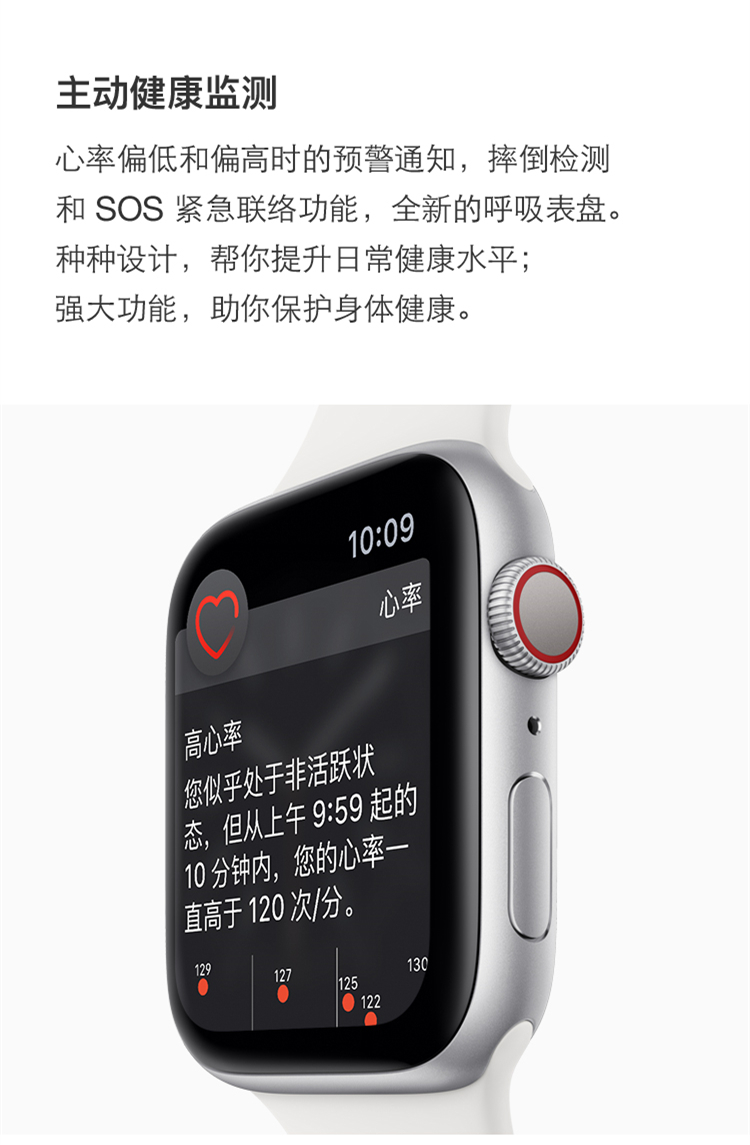 主动健康监测
心率偏低和偏高时的预警通知，摔倒检测
和 SOS 紧急联络功能，全新的呼吸表盘。
种种设计，帮你提升日常健康水平；
强大功能，助你保护身体健康。
10:09
心率
高心率
您似乎处于非活跃状
态，但从上午 9:59 起的
10 分钟内，您的心率一
直高于 120 次/分。
129
127
125
122
130